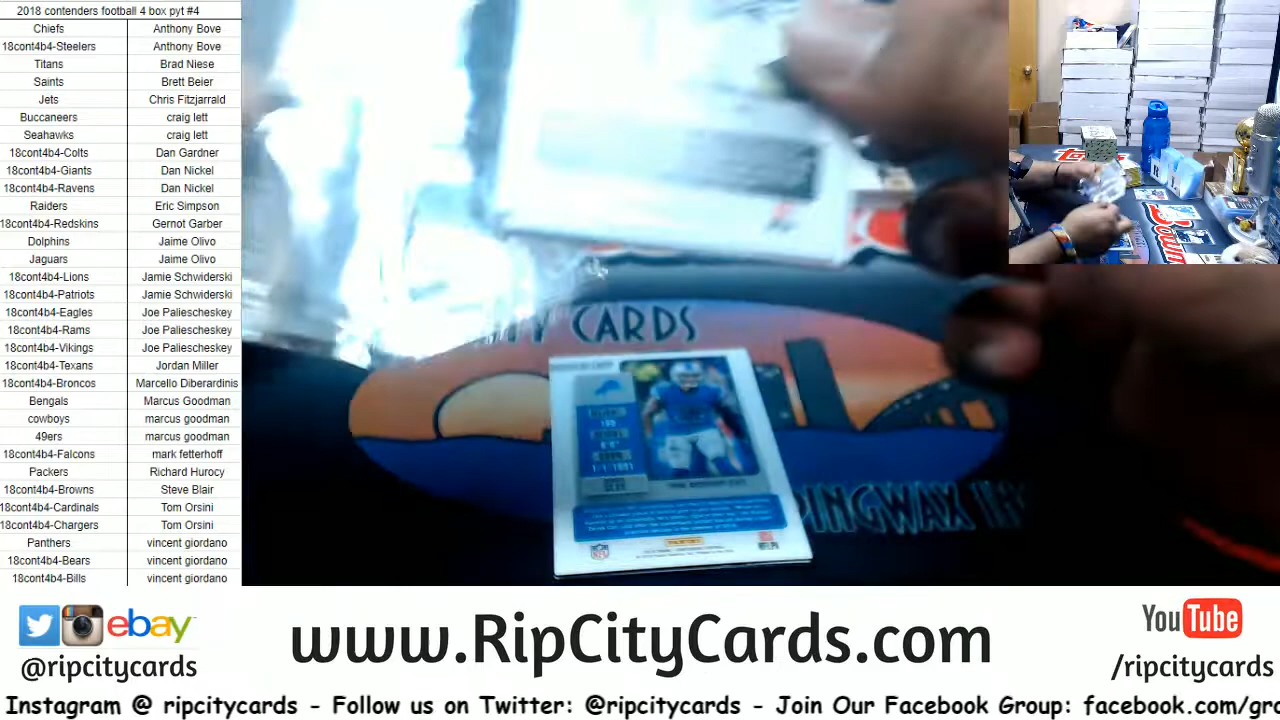 2018 contenders football 4 box pyt #4
Chiefs Anthony Bove
18cont4b4-Steelers Anthony Bove
Titans Brad Niese
Saints Brett Beier
Jets Chris Fitzjarrald
Buccaneers craig lett
Seahawks craig lett
18cont4b4-Colts Dan Gardner
18cont4b4-Giants Dan Nickel
18cont4b4-Ravens Dan Nickel
Raiders Eric Simpson
18cont4b4-Redskins Gernot Garber
Dolphins Jaime Olivo
Jaguars Jaime Olivo
18cont4b4-Lions Jamie Schwiderski
18cont4b4-Patriots Jamie Schwiderski
18cont4b4-Eagles Joe Paliescheskey
18cont4b4-Rams Joe Paliescheskey
18cont4b4-Vikings Joe Paliescheskey
18cont4b4-Texans Jordan Miller
18cont4b4-Broncos Marcello Diberardinis
Bengals Marcus Goodman
cowboys marcus goodman
49ers marcus goodman
18cont4b4-Falcons mark fetterhoff
Packers Richard Hurocy
18cont4b4-Browns Steve Blair
18cont4b4-Cardinals Tom Orsini
18cont4b4-Chargers Tom Orsini
Panthers vincent giordano
18cont4b4-Bears vincent giordano
18cont4b4-Bills vincent giordano
CARDS
PINGWAX
ebay
@ripcitycards
www.RipCityCards.com
YouTube
/ripcitycards
Instagram @ ripcitycards - Follow us on Twitter: @ripcitycards - Join Our Facebook Group: facebook.com/gro